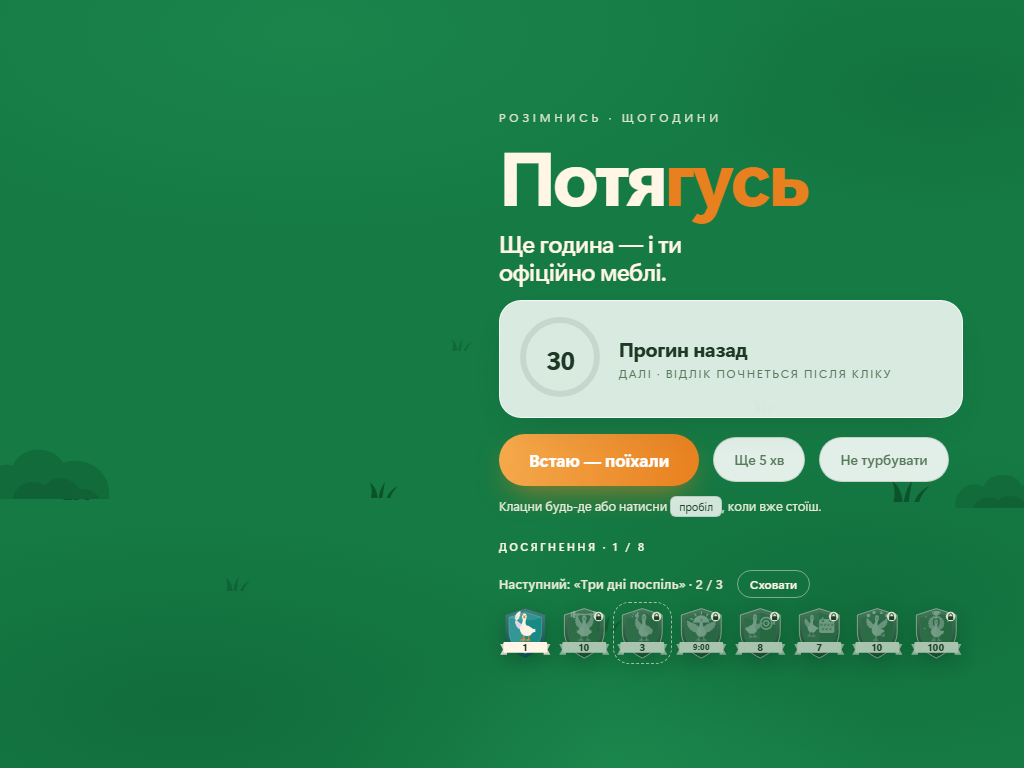 РОЗІМНИСЬ · ЩОГОДИНИ
Потягусь
Ще година — і ти
офіційно меблі.
30
Прогин назад
ДАЛІ · ВІДЛІК ПОЧНЕТЬСЯ ПІСЛЯ КЛІКУ
Встаю — поїхали
Ще 5 хв
Не турбувати
Клацни будь-де або натисни пробіл, коли вже стоїш.
ДОСЯГНЕННЯ · 1 / 8
Наступний: «Три дні поспіль» · 2 / 3
Сховати
1 10 3 9:00 8 7 10 100